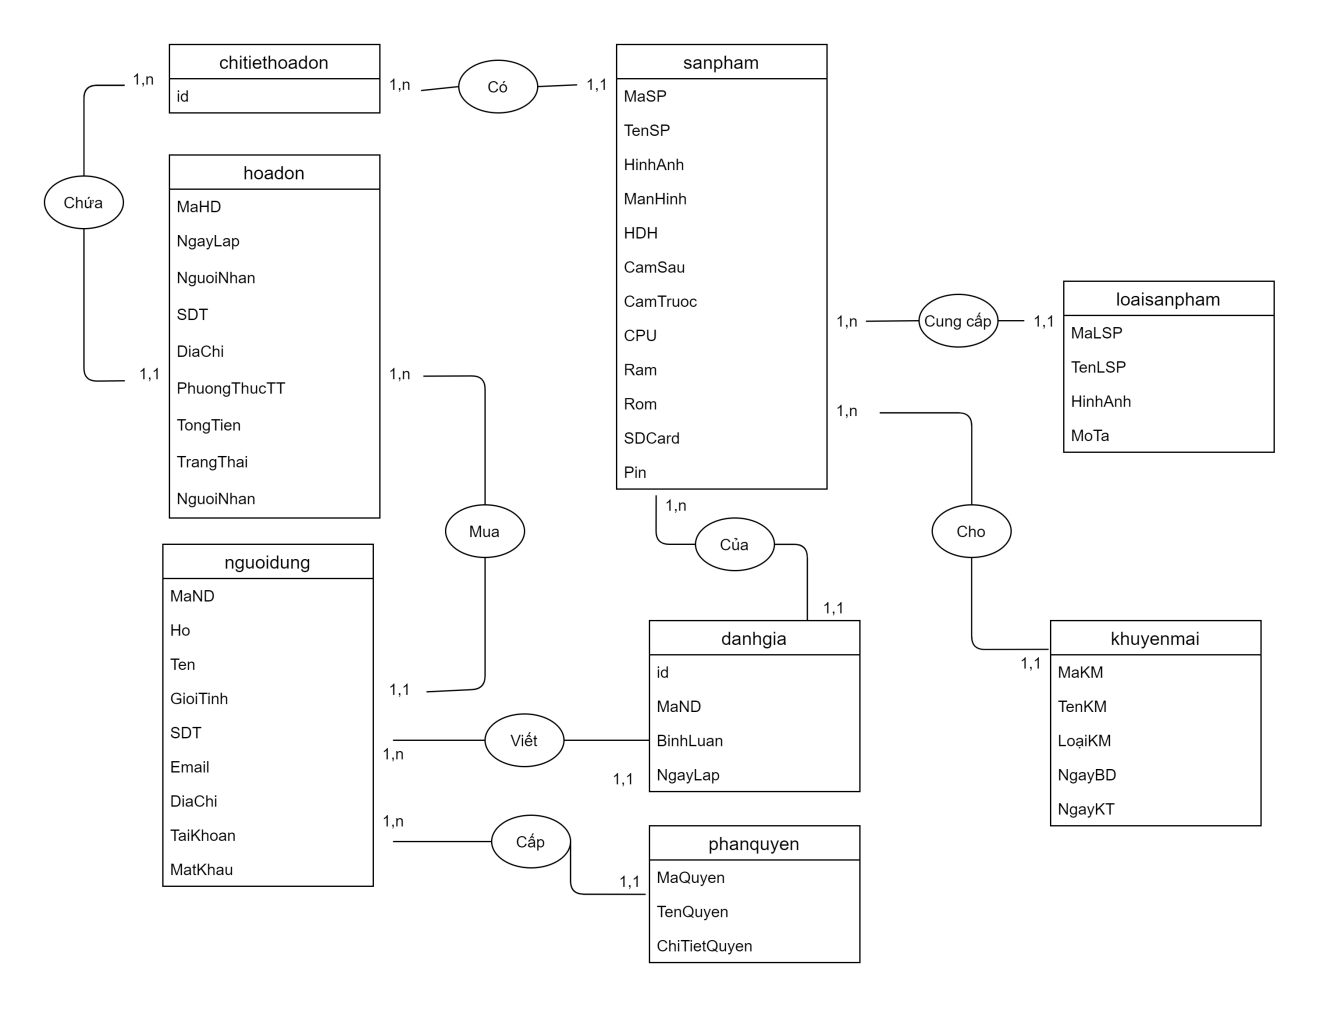 chitiethoadon
id
1,n
1,n
Có
1,1
Chứa
1,1
hoadon
MaHD
NgayLap
NguoiNhan
SDT
DiaChi
PhuongThucTT
TongTien
TrangThai
NguoiNhan
1,n
Mua
1,1
sanpham
MaSP
TenSP
HinhAnh
ManHinh
HDH
CamSau
CamTruoc
CPU
Ram
Rom
SDCard
Pin
1,n
Cung cấp
1,1
loaisanpham
MaLSP
TenLSP
HinhAnh
MoTa
1,n
Cho
1,1
1,n
Của
1,1
nguoidung
MaND
Ho
Ten
GioiTinh
SDT
Email
DiaChi
TaiKhoan
MatKhau
1,n
Viết
1,1
danhgia
id
MaND
BinhLuan
NgayLap
1,n
Cấp
1,1
phanquyen
MaQuyen
TenQuyen
ChiTietQuyen
khuyenmai
MaKM
TenKM
LoạiKM
NgayBD
NgayKT